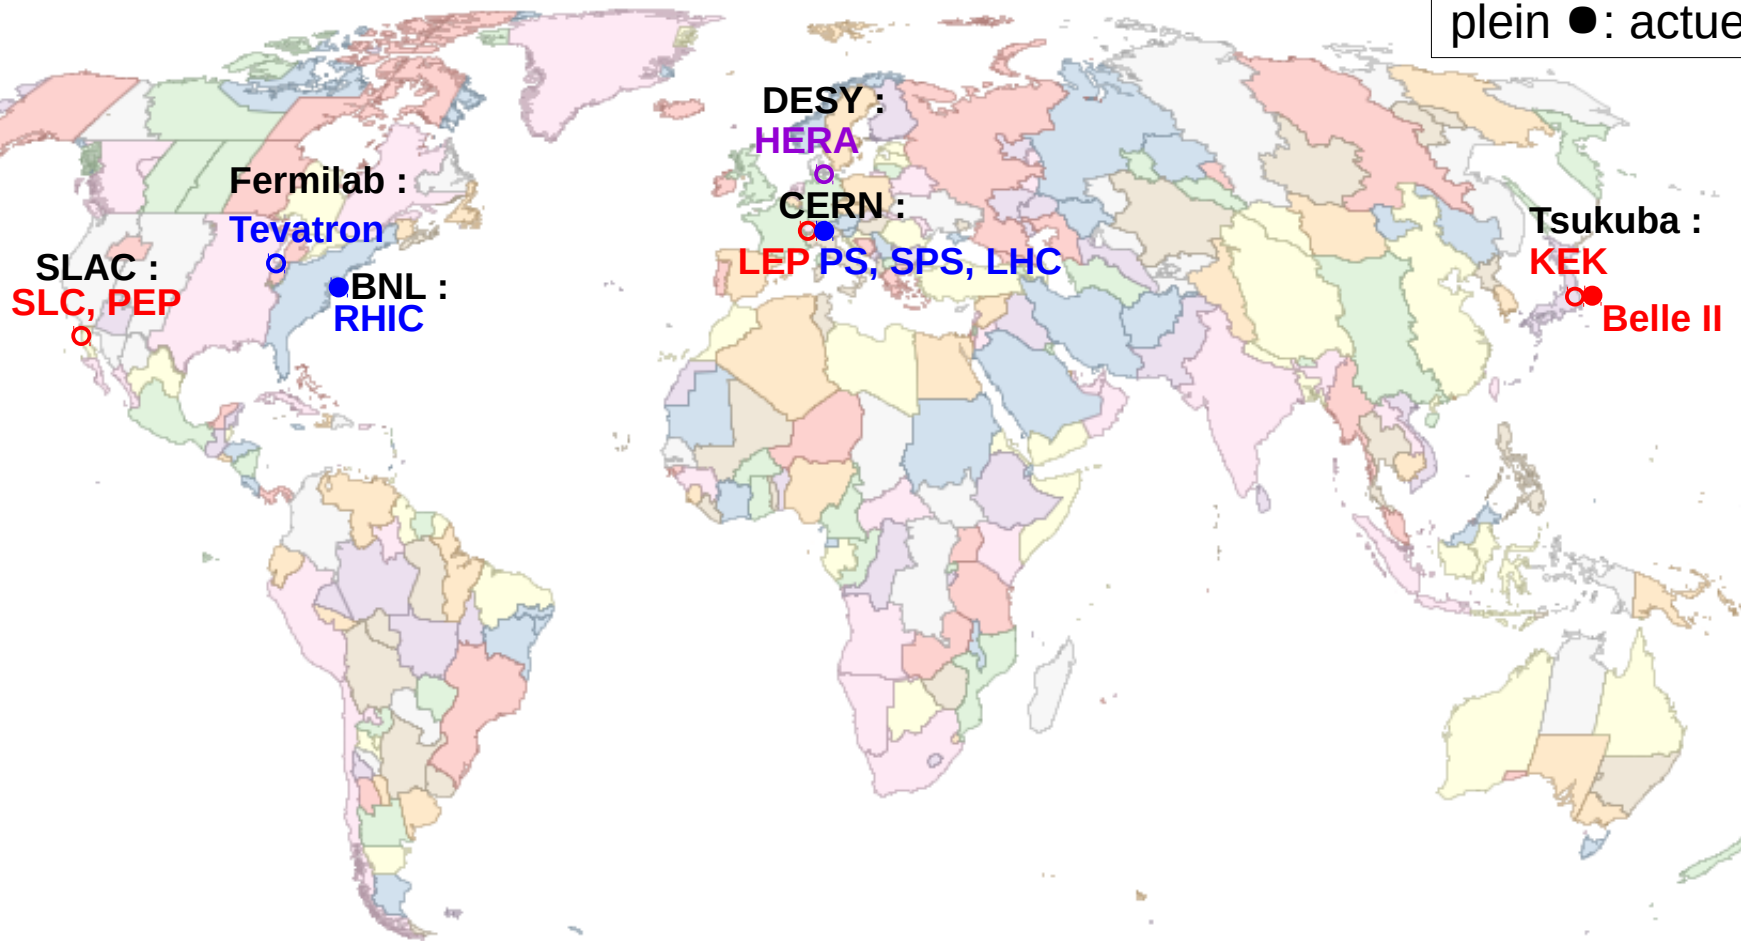 plein ●: actue
DESY :
HERA
Fermilab :
Tevatron
CERN :
LEP PS, SPS, LHC
SLAC :
SLC, PEP
BNL :
RHIC
Tsukuba :
KEK
Belle II